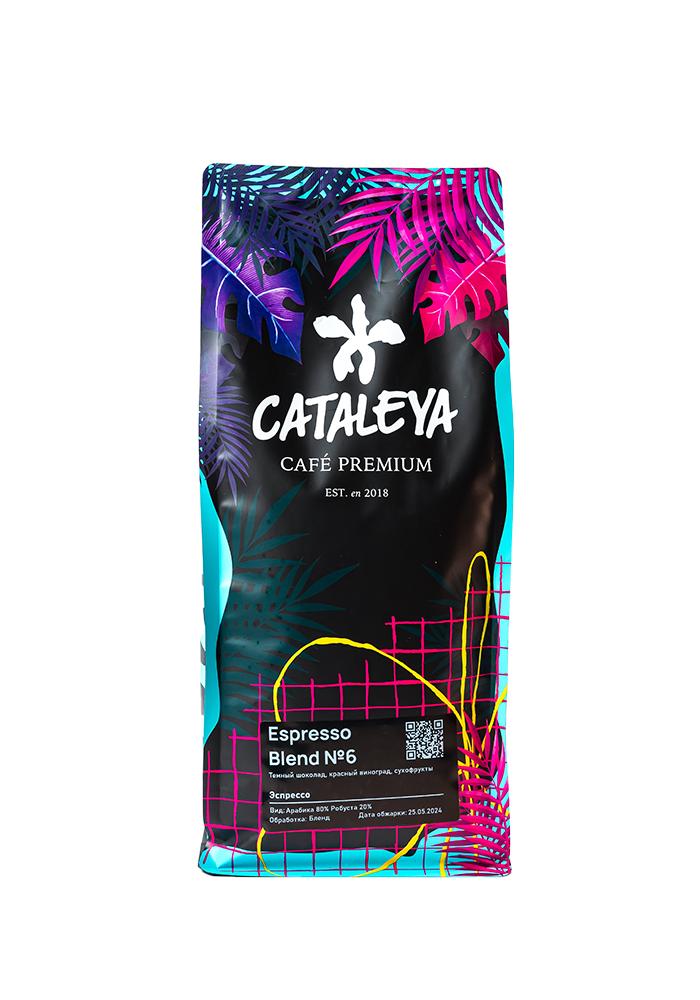 CATALEYA
CAFÉ PREMIUM
EST. en 2018
Espresso
Blend №6
Темный шоколад, красный виноград, сухофрукты
Эспрессо
Вид: Арабика 80% Робуста 20%
Обработка: Бленд Дата обжарки: 25.05.2024